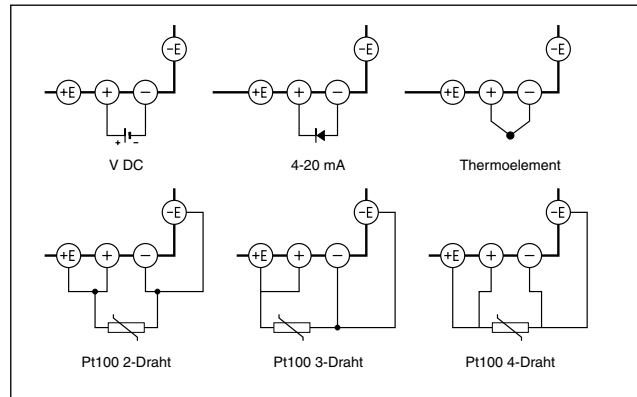 −E
+E + −
+ −
V DC
−E
+E + −
4-20 mA
−E
+E + −
Thermoelement
−E
+E + −
Pt100 2-Draht
−E
+E + −
Pt100 3-Draht
−E
+E + −
Pt100 4-Draht